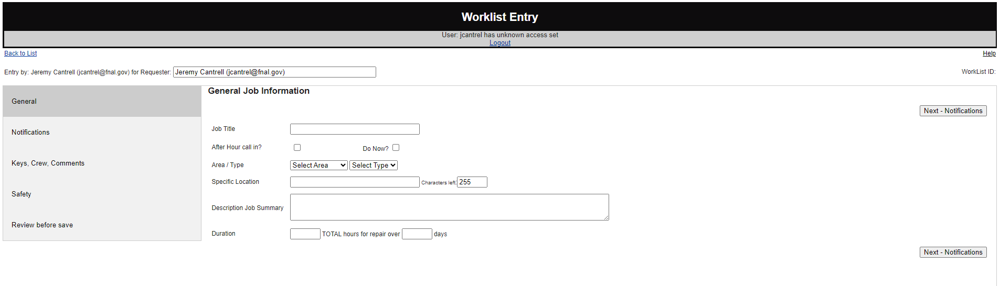 Worklist Entry
User: jcantrel has unknown access set
Logout
Back to List
Help
Entry by: Jeremy Cantrell (jcantrel@fnal.gov) for Requester: Jeremy Cantrell (jcantrel@fnal.gov)
WorkList ID:
General
Notifications
Keys, Crew, Comments
Safety
Review before save
General Job Information
Next - Notifications
Job Title
After Hour call in?
Do Now?
Area / Type
Select Area
Select Type
Specific Location
Characters left:
255
Description Job Summary
Duration
TOTAL hours for repair over
days
Next - Notifications